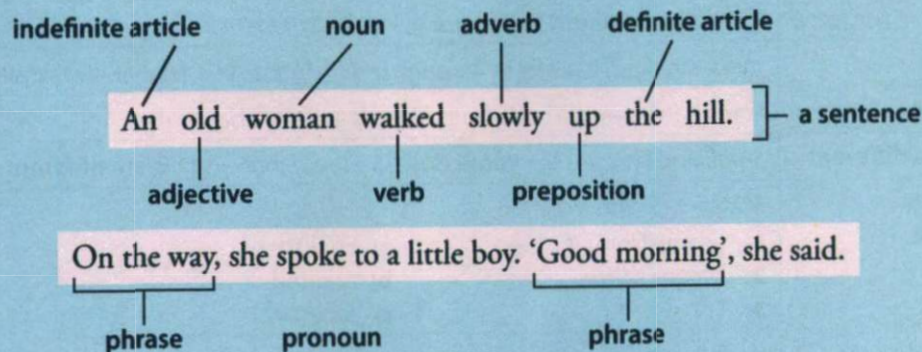 indefinite article noun adverb definite article
An old woman walked slowly up the hill. a sentence
adjective verb preposition
On the way, she spoke to a little boy. ‘Good morning’, she said.
phrase pronoun phrase